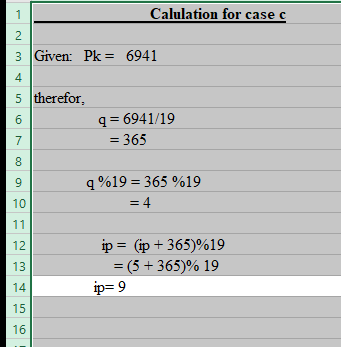 Calulation for case c
1
2
3 Given: Pk = 6941
4
5 therefor,
6 q = 6941/19
7 = 365
8
9 q %19 = 365 %19
10 = 4
11
12 ip = (ip + 365)%19
13 = (5 + 365)% 19
14 ip= 9
15
16